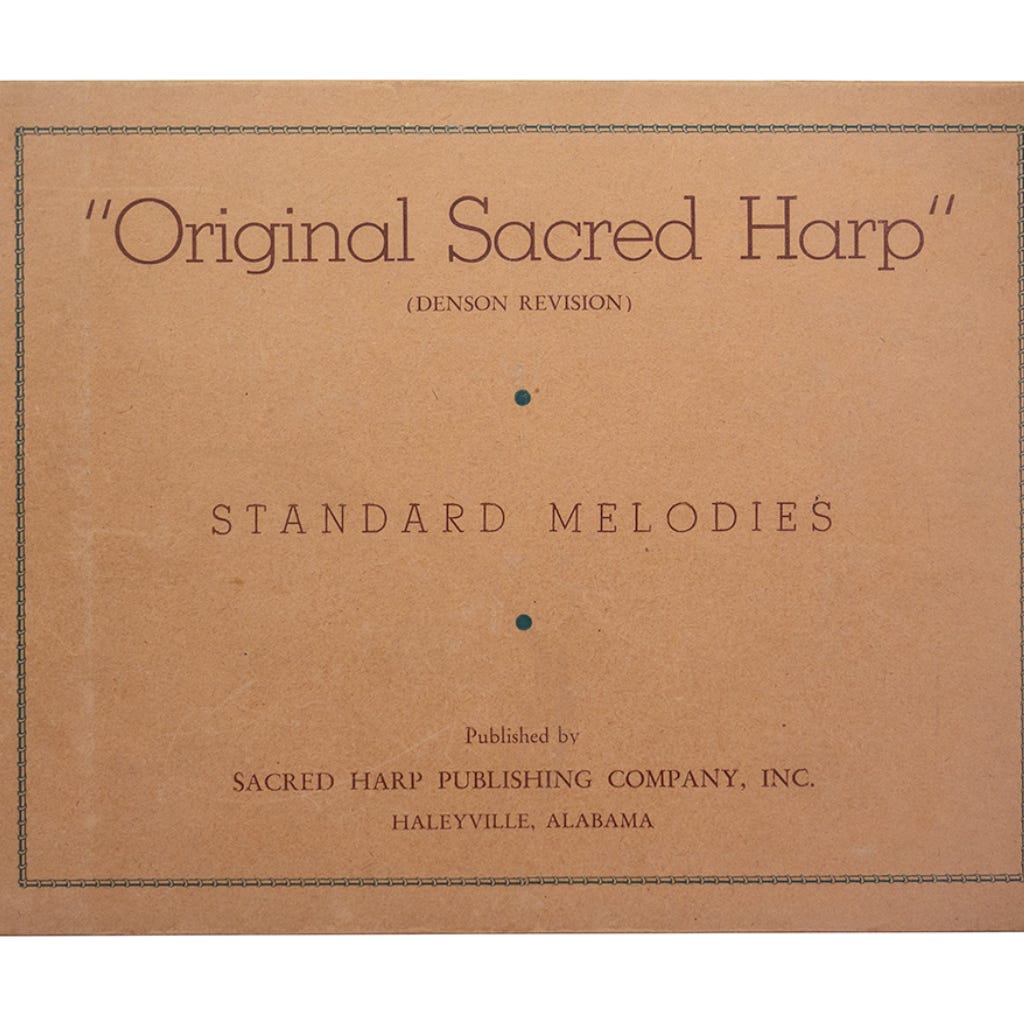 "Original Sacred Harp"
(DENSON REVISION)
STANDARD MELODIES
Published by
SACRED HARP PUBLISHING COMPANY, INC.
HALEYVILLE, ALABAMA